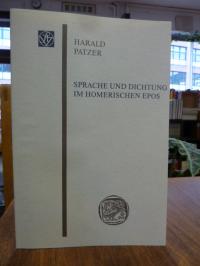 HARALD
PATZER
SPRACHE UND DICHTUNG
IM HOMERISCHEN EPOS